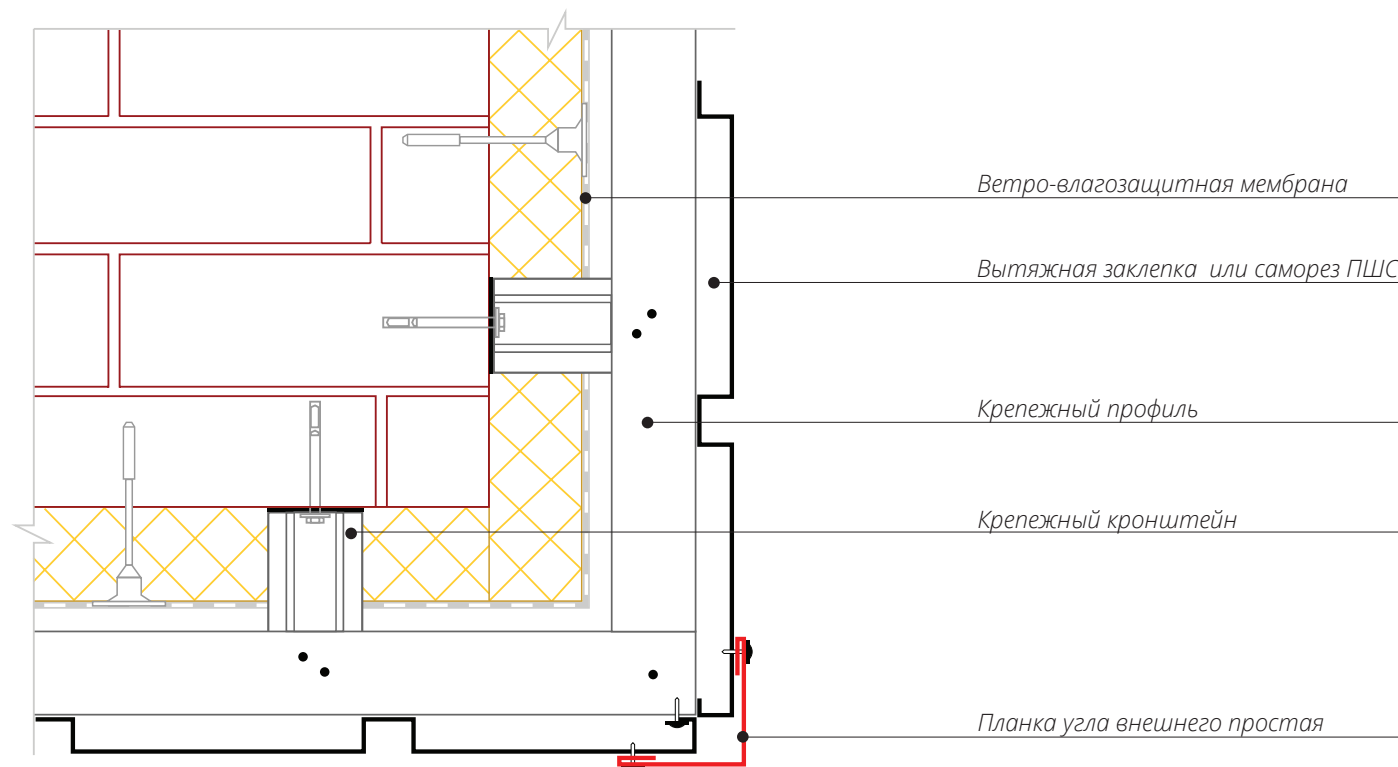 Ветро-влагозащитная мембрана
Вытяжная заклепка или саморез ПШС
Крепежный профиль
Крепежный кронштейн
Планка угла внешнего простая